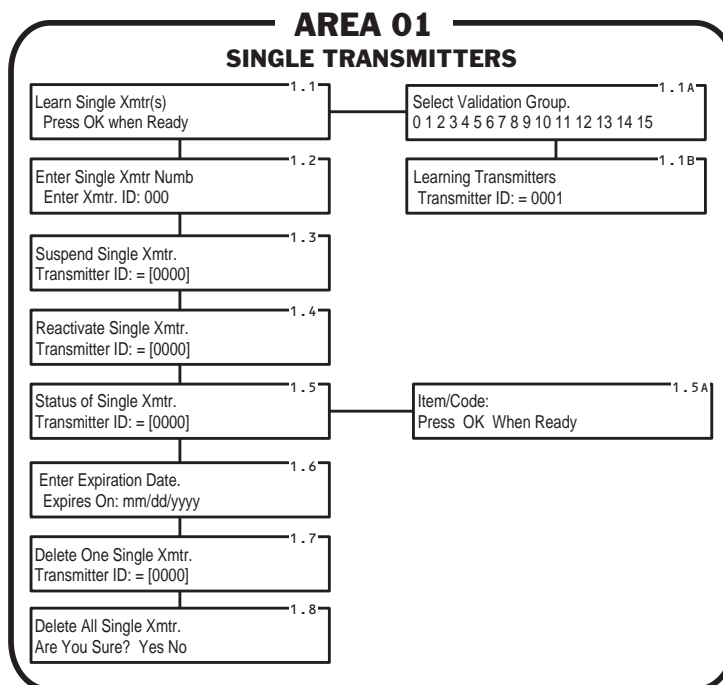 AREA 01
SINGLE TRANSMITTERS
1.1
Learn Single Xmtr(s)
Press OK when Ready
1.1A
Select Validation Group.
0 1 2 3 4 5 6 7 8 9 10 11 12 13 14 15
1.2
Enter Single Xmtr Numb
Enter Xmtr. ID: 000
1.1B
Learning Transmitters
Transmitter ID: = 0001
1.3
Suspend Single Xmtr.
Transmitter ID: = [0000]
1.4
Reactivate Single Xmtr.
Transmitter ID: = [0000]
1.5
Status of Single Xmtr.
Transmitter ID: = [0000]
1.5A
Item/Code:
Press OK When Ready
1.6
Enter Expiration Date.
Expires On: mm/dd/yyyy
1.7
Delete One Single Xmtr.
Transmitter ID: = [0000]
1.8
Delete All Single Xmtr.
Are You Sure? Yes No